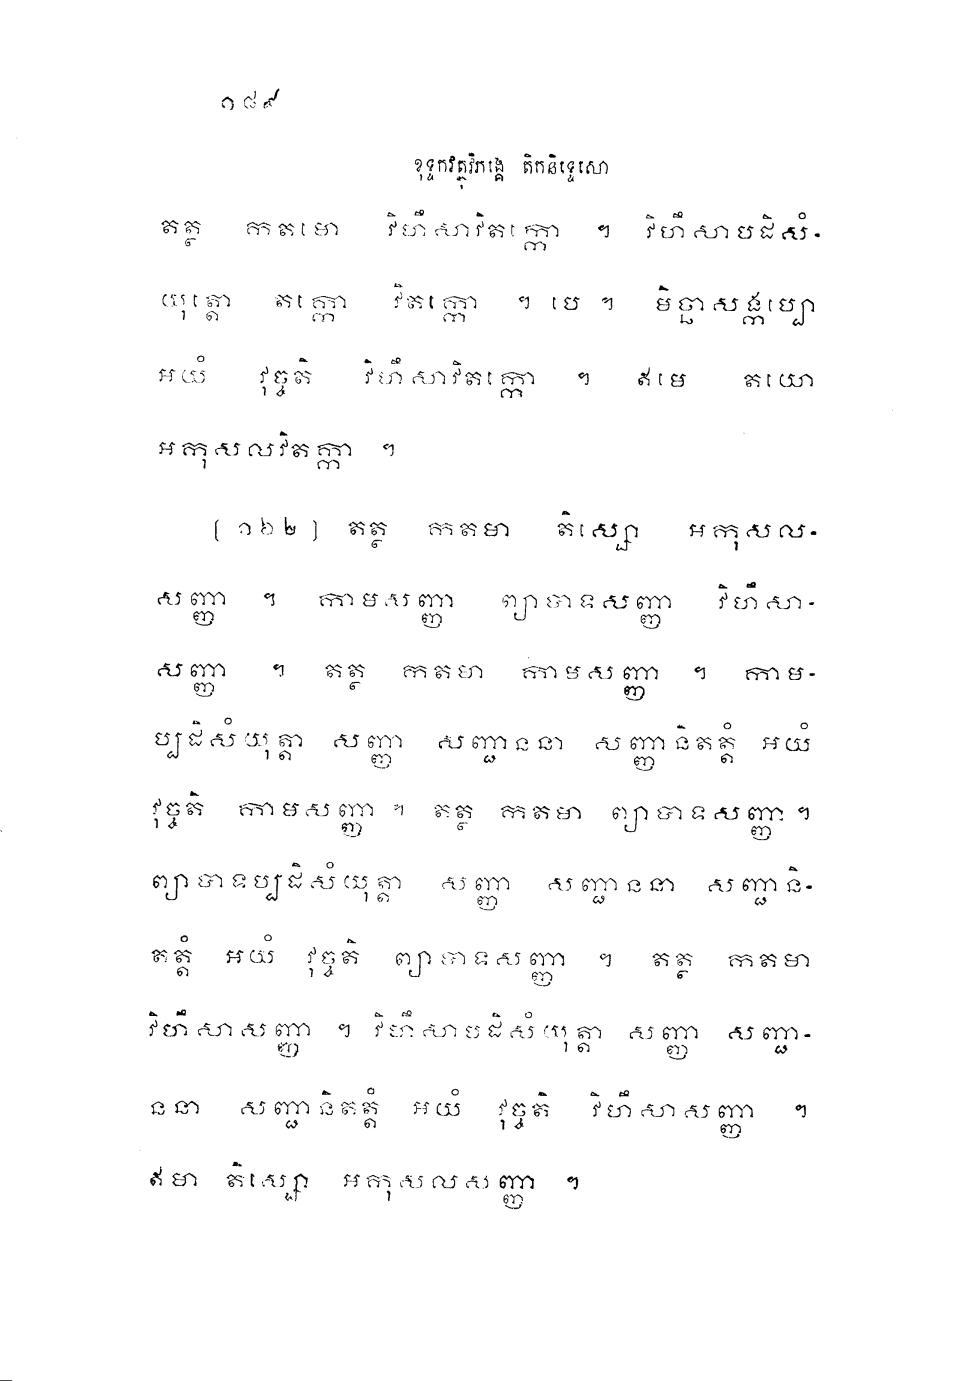 ១៨៩
ខុទ្ទកវត្ថុវិភង្គេ តិកនិទ្ទេសោ
តត្ថ កតមោ វិហឹសាវិតក្កោ ។ វិហឹសាបដិសំ-
យុត្តោ តក្កោ វិតក្កោ ។ បេ ។ មិច្ឆាសង្កប្បោ
អយំ វុច្ចតិ វិហឹសាវិតក្កោ ។ ឥមេ តយោ
អកុសលវិតក្កា ។
[ ១៦២ ] តត្ថ កតមា តិស្សោ អកុសល-
សញ្ញា ។ កាមសញ្ញា ព្យាបាទសញ្ញា វិហឹសា-
សញ្ញា ។ តត្ថ កតមា កាមសញ្ញា ។ កាម-
ប្បដិសំយុត្តា សញ្ញា សញ្ជាននា សញ្ញានិតត្តំ អយំ
វុច្ចតិ កាមសញ្ញា ។ តត្ថ កតមា ព្យាបាទសញ្ញា ។
ព្យាបាទប្បដិសំយុត្តា សញ្ញា សញ្ជាននា សញ្ជានិ-
តត្តំ អយំ វុច្ចតិ ព្យាបាទសញ្ញា ។ តត្ថ កតមា
វិហឹសាសញ្ញា ។ វិហឹសាបដិសំយុត្តា សញ្ញា សញ្ជា-
ននា សញ្ជានិតត្តំ អយំ វុច្ចតិ វិហឹសាសញ្ញា ។
ឥមា តិស្សោ អកុសលសញ្ញា ។